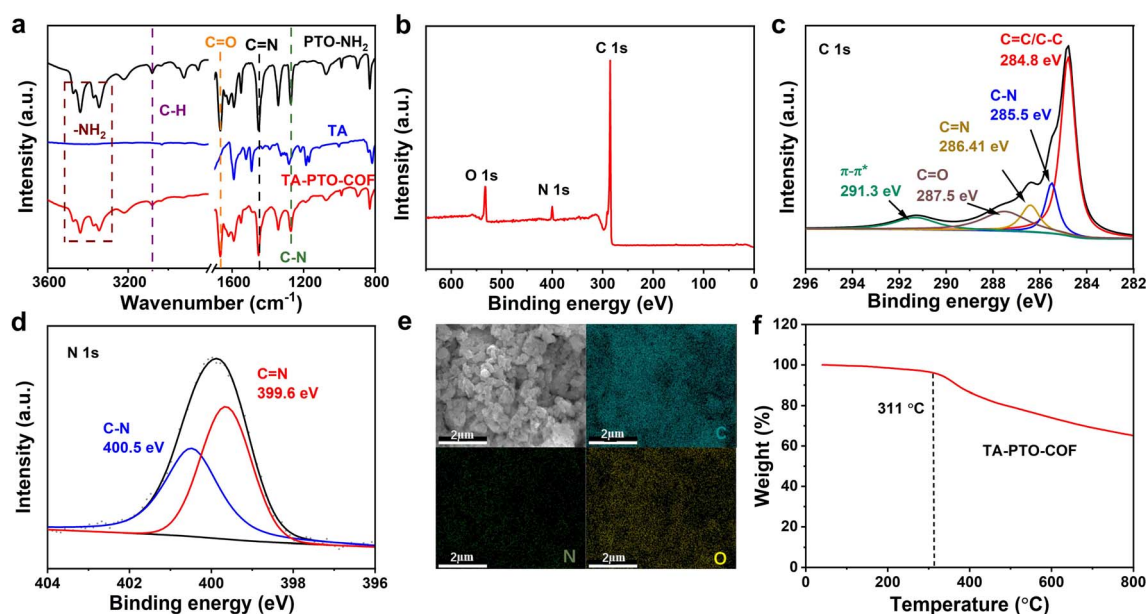 a
Intensity (a.u.)
C=O
C=N
PTO-NH₂
C-H
-NH₂
TA
TA-PTO-COF
C-N
3600
3200
1600
1200
800
Wavenumber (cm⁻¹)
b
Intensity (a.u.)
C 1s
O 1s
N 1s
600
500
400
300
200
100
0
Binding energy (eV)
c
Intensity (a.u.)
C 1s
C=C/C-C
284.8 eV
C-N
285.5 eV
C=N
286.41 eV
C=O
287.5 eV
π-π*
291.3 eV
296
294
292
290
288
286
284
282
Binding energy (eV)
d
Intensity (a.u.)
N 1s
C=N
399.6 eV
C-N
400.5 eV
404
402
400
398
396
Binding energy (eV)
e
2μm
2μm
C
2μm
N
2μm
O
f
Weight (%)
120
100
80
60
40
20
0
311 °C
TA-PTO-COF
0
200
400
600
800
Temperature (°C)